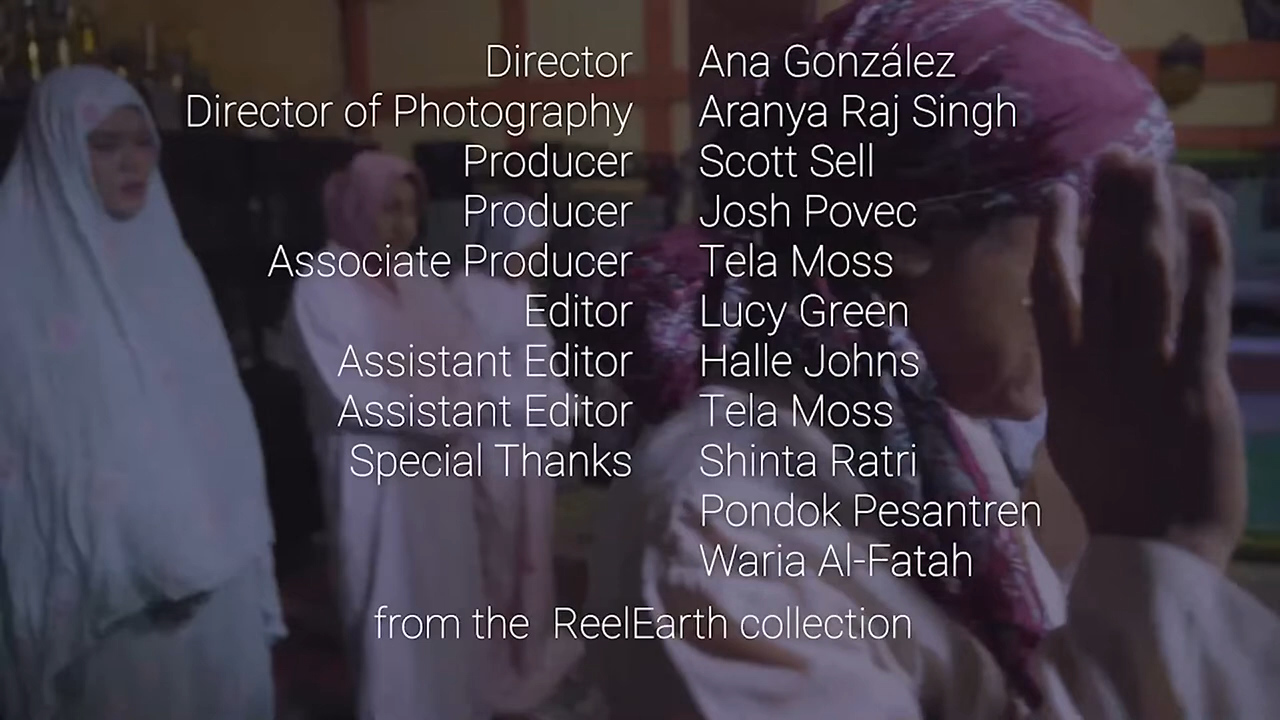 Director Ana González
Director of Photography Aranya Raj Singh
Producer Scott Sell
Producer Josh Povec
Associate Producer Tela Moss
Editor Lucy Green
Assistant Editor Halle Johns
Assistant Editor Tela Moss
Special Thanks Shinta Ratri
Pondok Pesantren
Waria Al-Fatah
from the ReelEarth collection